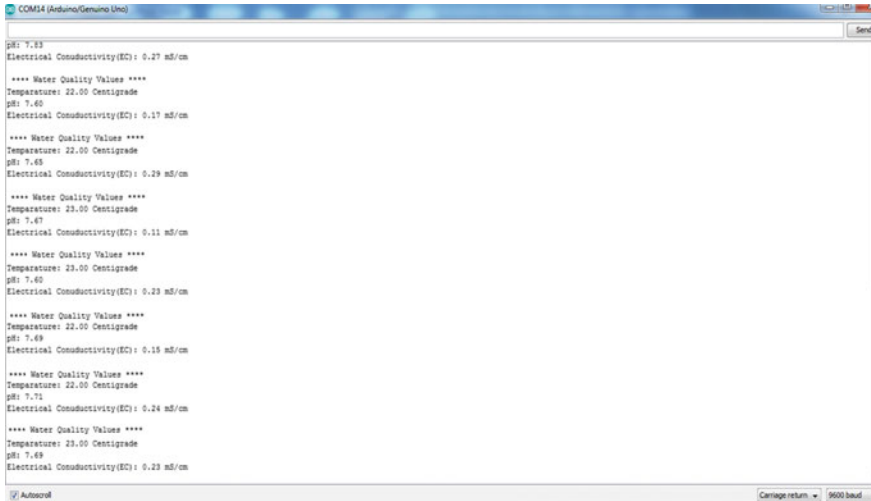 COM14 (Arduino/Genuino Uno)
Send
pH: 7.83
Electrical Conuductivity(EC): 0.27 mS/cm
**** Water Quality Values ****
Temparature: 22.00 Centigrade
pH: 7.60
Electrical Conuductivity(EC): 0.17 mS/cm
**** Water Quality Values ****
Temparature: 22.00 Centigrade
pH: 7.65
Electrical Conuductivity(EC): 0.29 mS/cm
**** Water Quality Values ****
Temparature: 23.00 Centigrade
pH: 7.67
Electrical Conuductivity(EC): 0.11 mS/cm
**** Water Quality Values ****
Temparature: 23.00 Centigrade
pH: 7.60
Electrical Conuductivity(EC): 0.23 mS/cm
**** Water Quality Values ****
Temparature: 22.00 Centigrade
pH: 7.69
Electrical Conuductivity(EC): 0.15 mS/cm
**** Water Quality Values ****
Temparature: 22.00 Centigrade
pH: 7.71
Electrical Conuductivity(EC): 0.24 mS/cm
**** Water Quality Values ****
Temparature: 23.00 Centigrade
pH: 7.69
Electrical Conuductivity(EC): 0.23 mS/cm
Autoscroll Carriage return 9600 baud